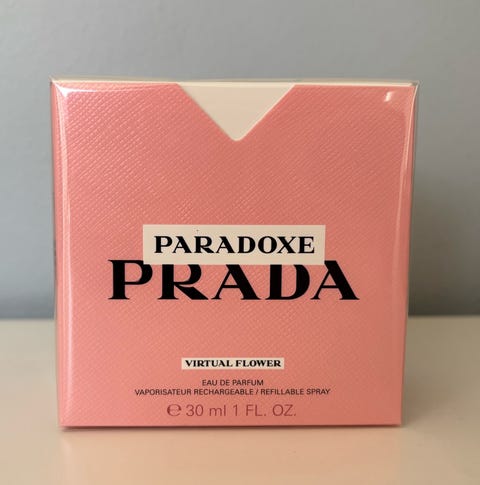 PARADOXE
PRADA
VIRTUAL FLOWER
EAU DE PARFUM
VAPORISATEUR RECHARGEABLE / REFILLABLE SPRAY
℮ 30 ml 1 FL. OZ.